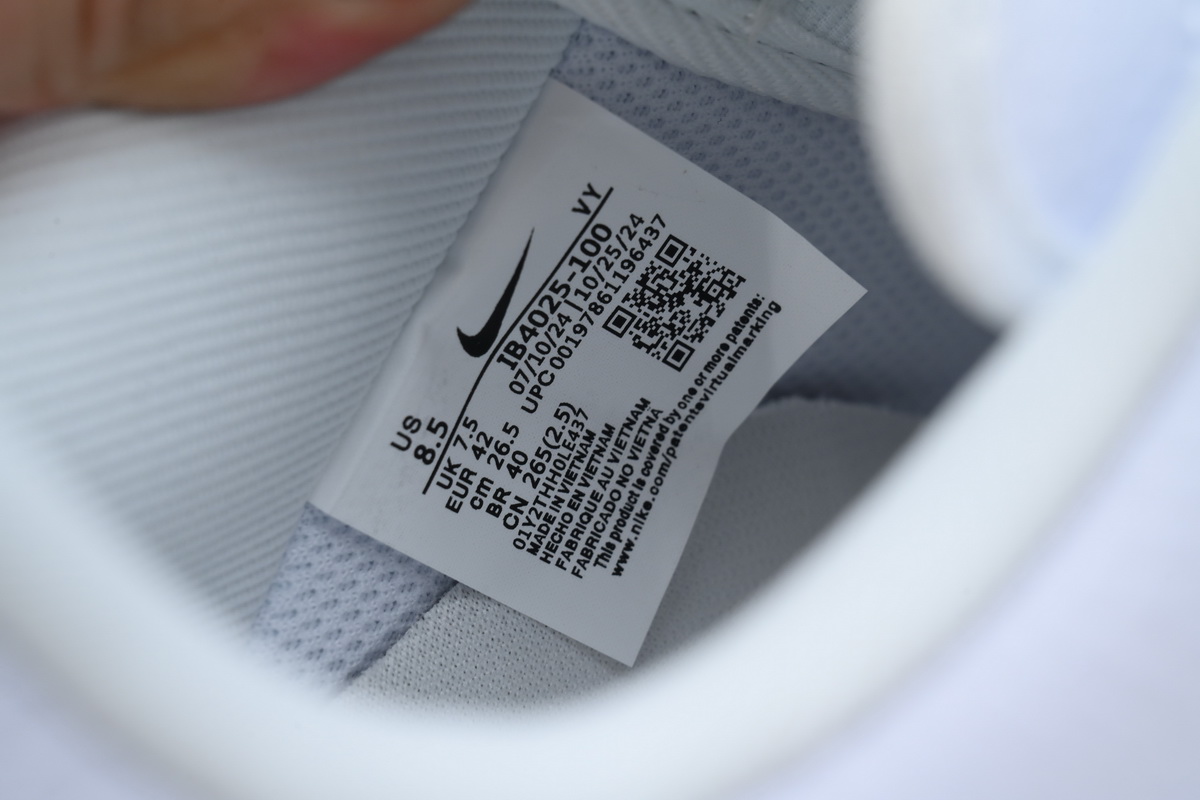 VY
US
8.5
IB4025-100
07/10/24|10/25/24
UPC00197861196437
UK 7.5
EUR 42
cm 26.5
BR 40
CN 265(2.5)
01Y2THH0LE437
MADE IN VIETNAM
HECHO EN VIETNAM
FABRIQUE AU VIETNAM
FABRICADO NO VIETNA
This product is covered by one or more patents:
www.nike.com/patentsvirtualmarking